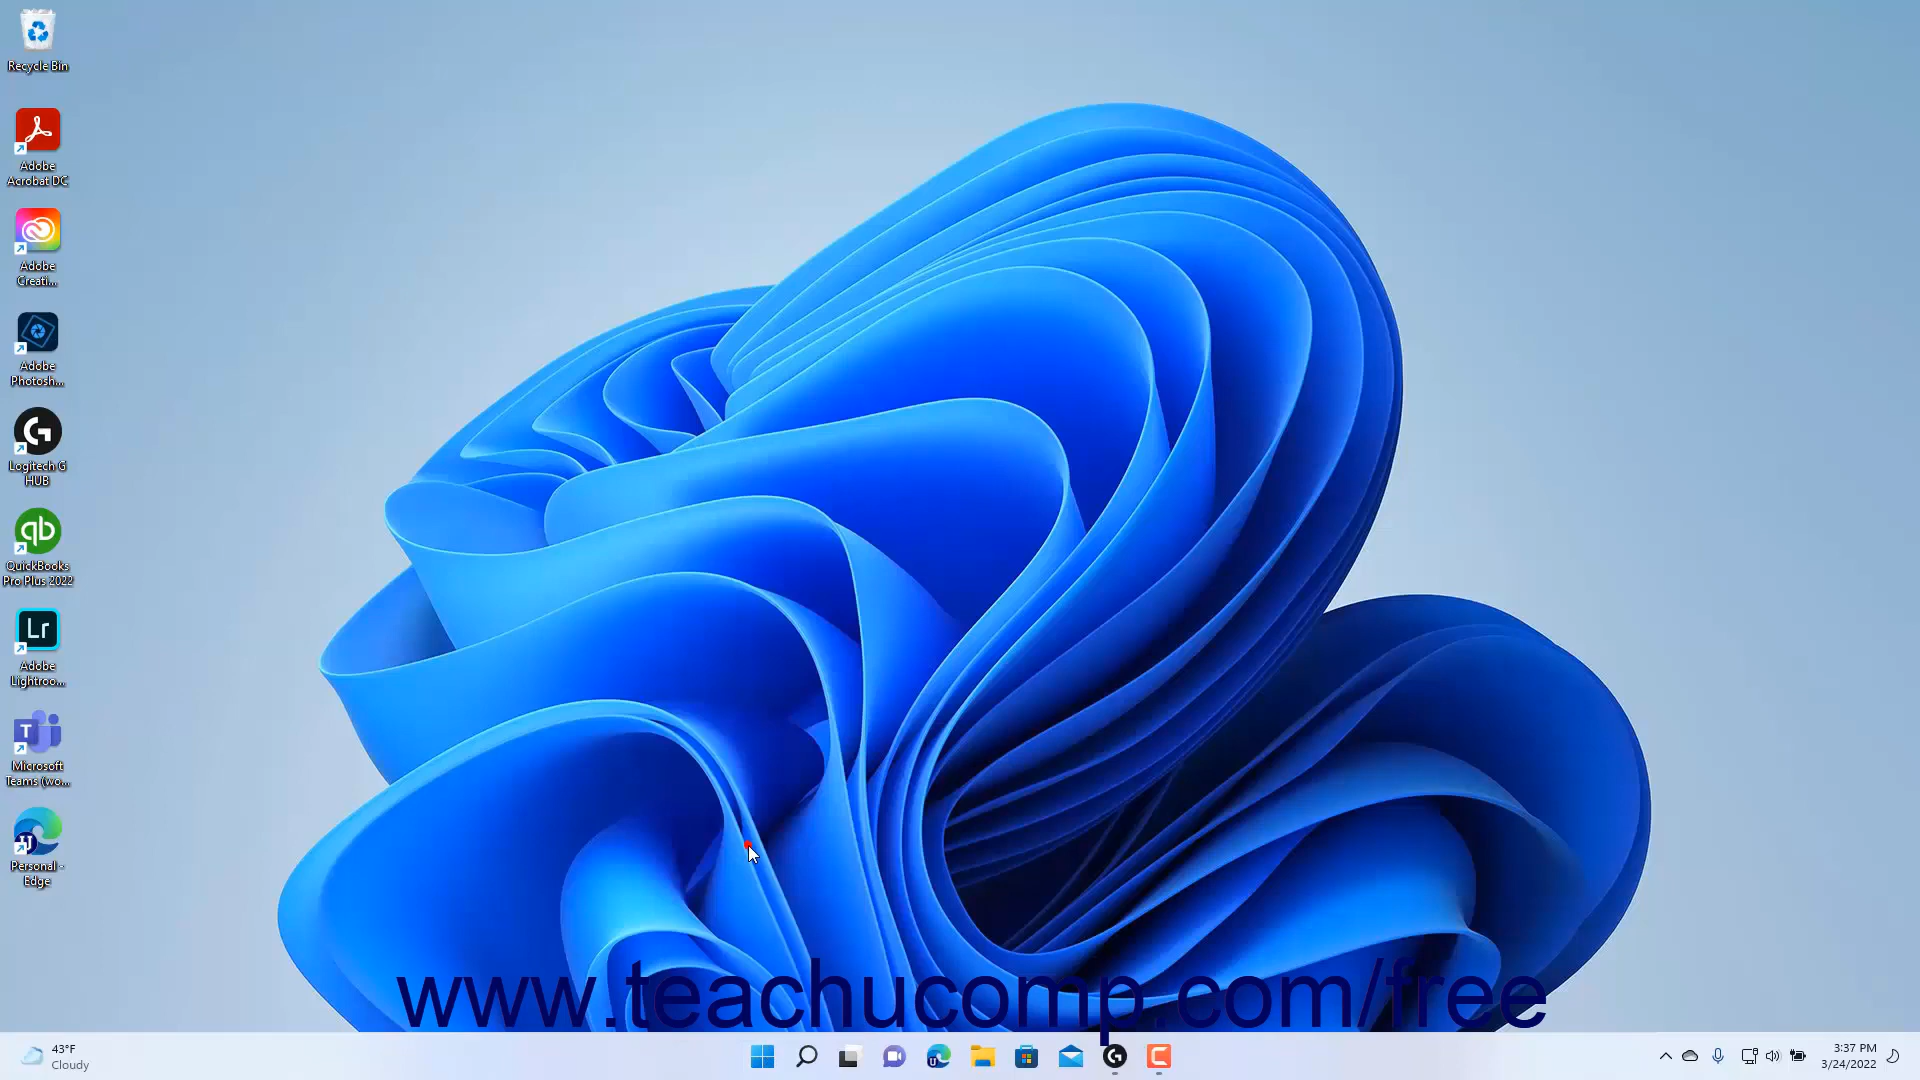 Recycle Bin
Adobe
Acrobat DC
Adobe
Creati...
Adobe
Photosh...
Logitech G
HUB
QuickBooks
Pro Plus 2022
Lr
Adobe
Lightroo...
T
Microsoft
Teams (wo...
Personal -
Edge
www.teachucomp.com/free
43°F
Cloudy
3:37 PM
3/24/2022